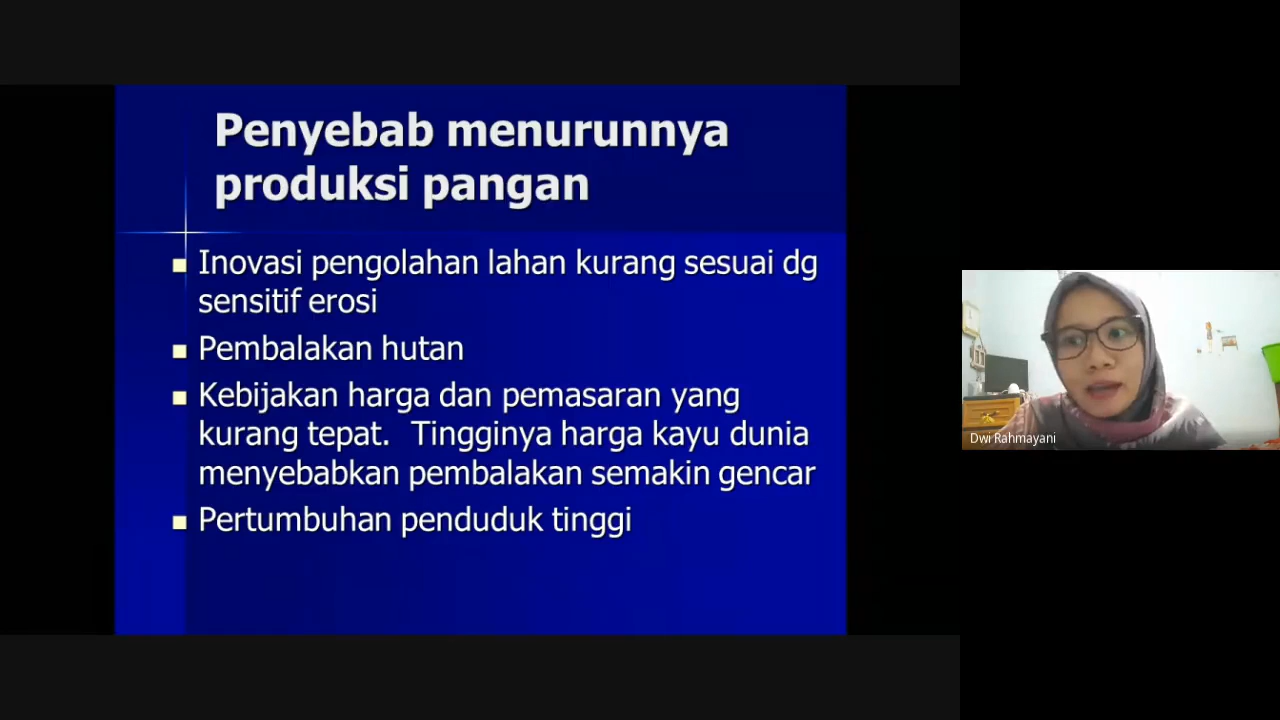 Penyebab menurunnya
produksi pangan
Inovasi pengolahan lahan kurang sesuai dg
sensitif erosi
Pembalakan hutan
Kebijakan harga dan pemasaran yang
kurang tepat.  Tingginya harga kayu dunia
menyebabkan pembalakan semakin gencar
Pertumbuhan penduduk tinggi
Dwi Rahmayani